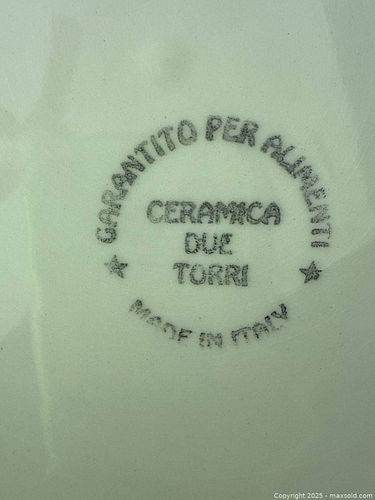 GARANTITO PER ALIMENTI
CERAMICA
DUE
TORRI
MADE IN ITALY
Copyright © 2025 - maxsold.com